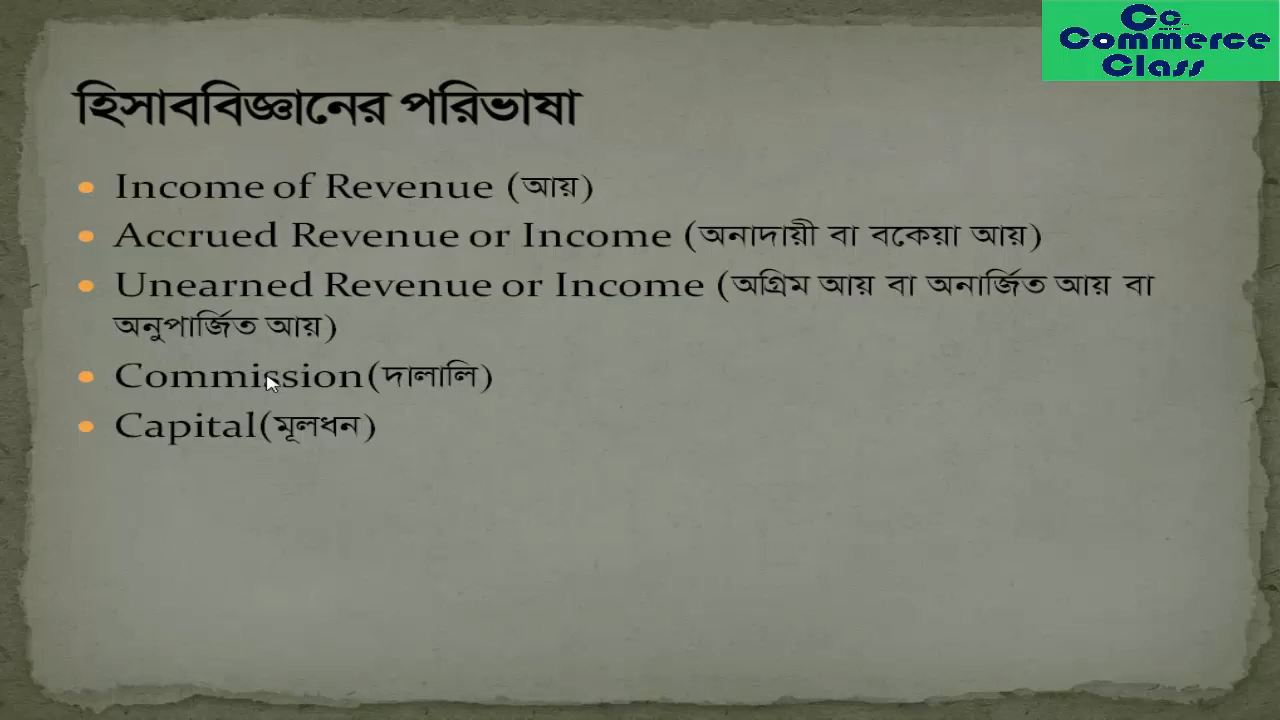 Cc
Commerce
Class
হিসাববিজ্ঞানের পরিভাষা
Income of Revenue (আয়)
Accrued Revenue or Income (অনাদায়ী বা বকেয়া আয়)
Unearned Revenue or Income (অগ্রিম আয় বা অনার্জিত আয় বা
অনুপার্জিত আয়)
Commission(দালালি)
Capital(মূলধন)